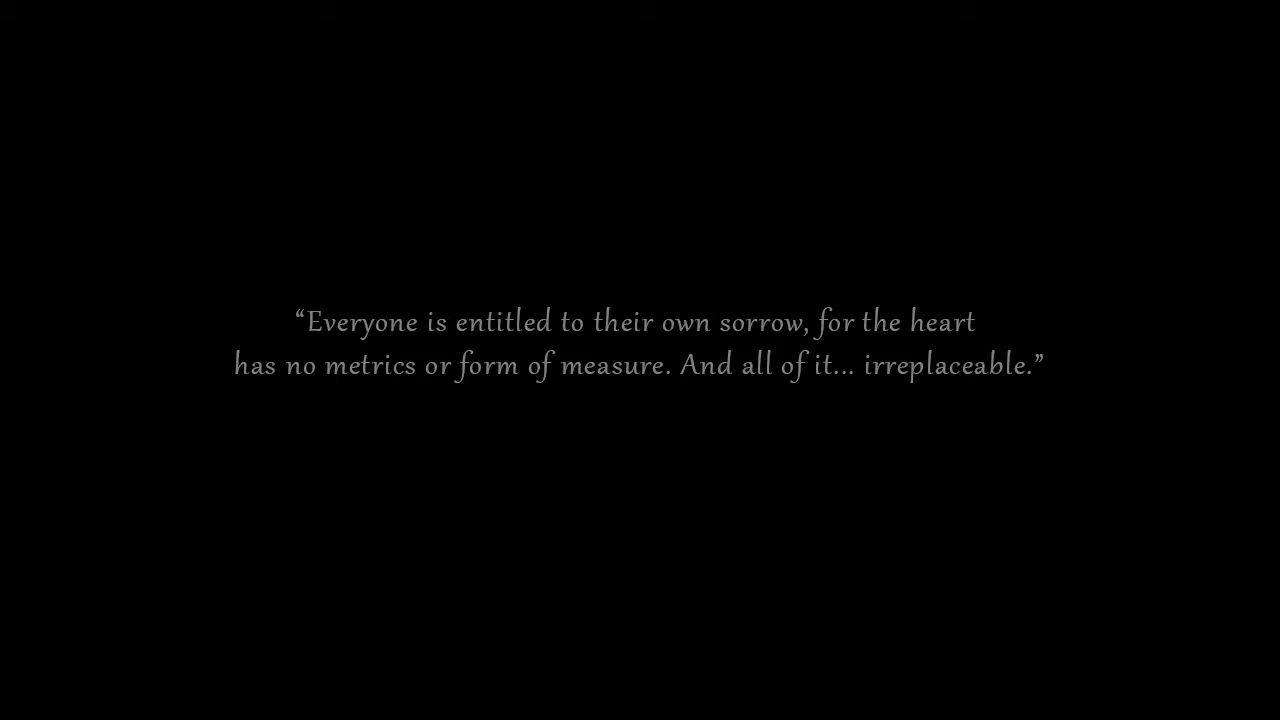 “Everyone is entitled to their own sorrow, for the heart
has no metrics or form of measure. And all of it... irreplaceable.”